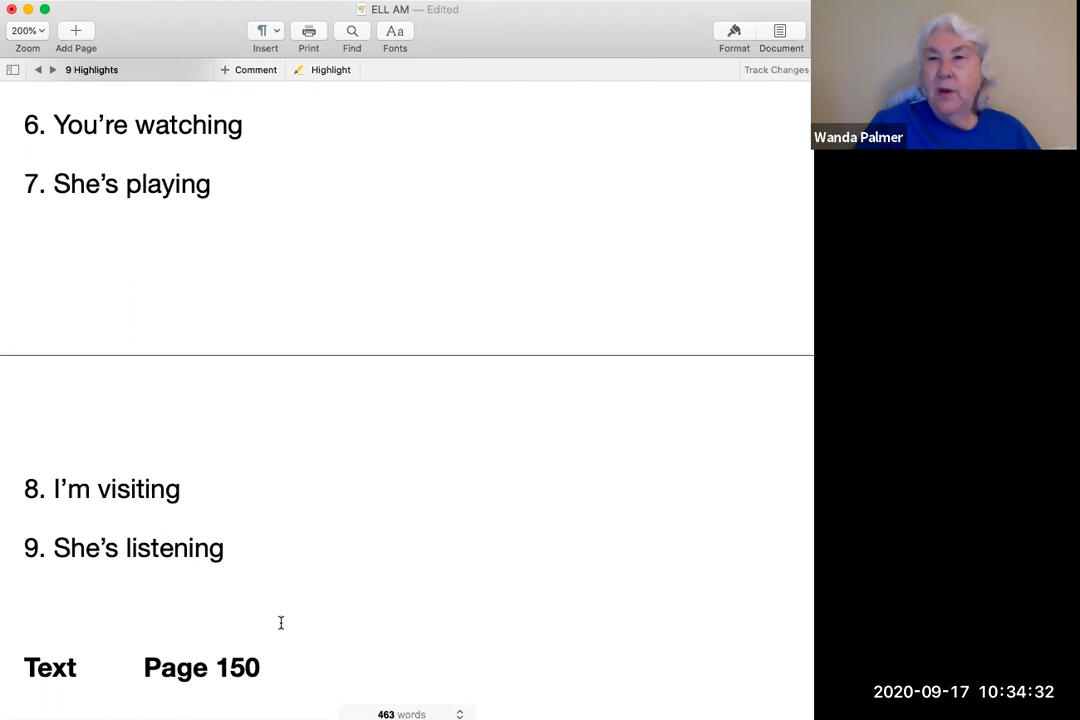 ELL AM — Edited
200%
Zoom
Add Page
Insert
Print
Find
Aa
Fonts
Format
Document
9 Highlights
+ Comment
Highlight
Track Changes
6. You’re watching
7. She’s playing
8. I’m visiting
9. She’s listening
Text Page 150
463 words
Wanda Palmer
2020-09-17 10:34:32